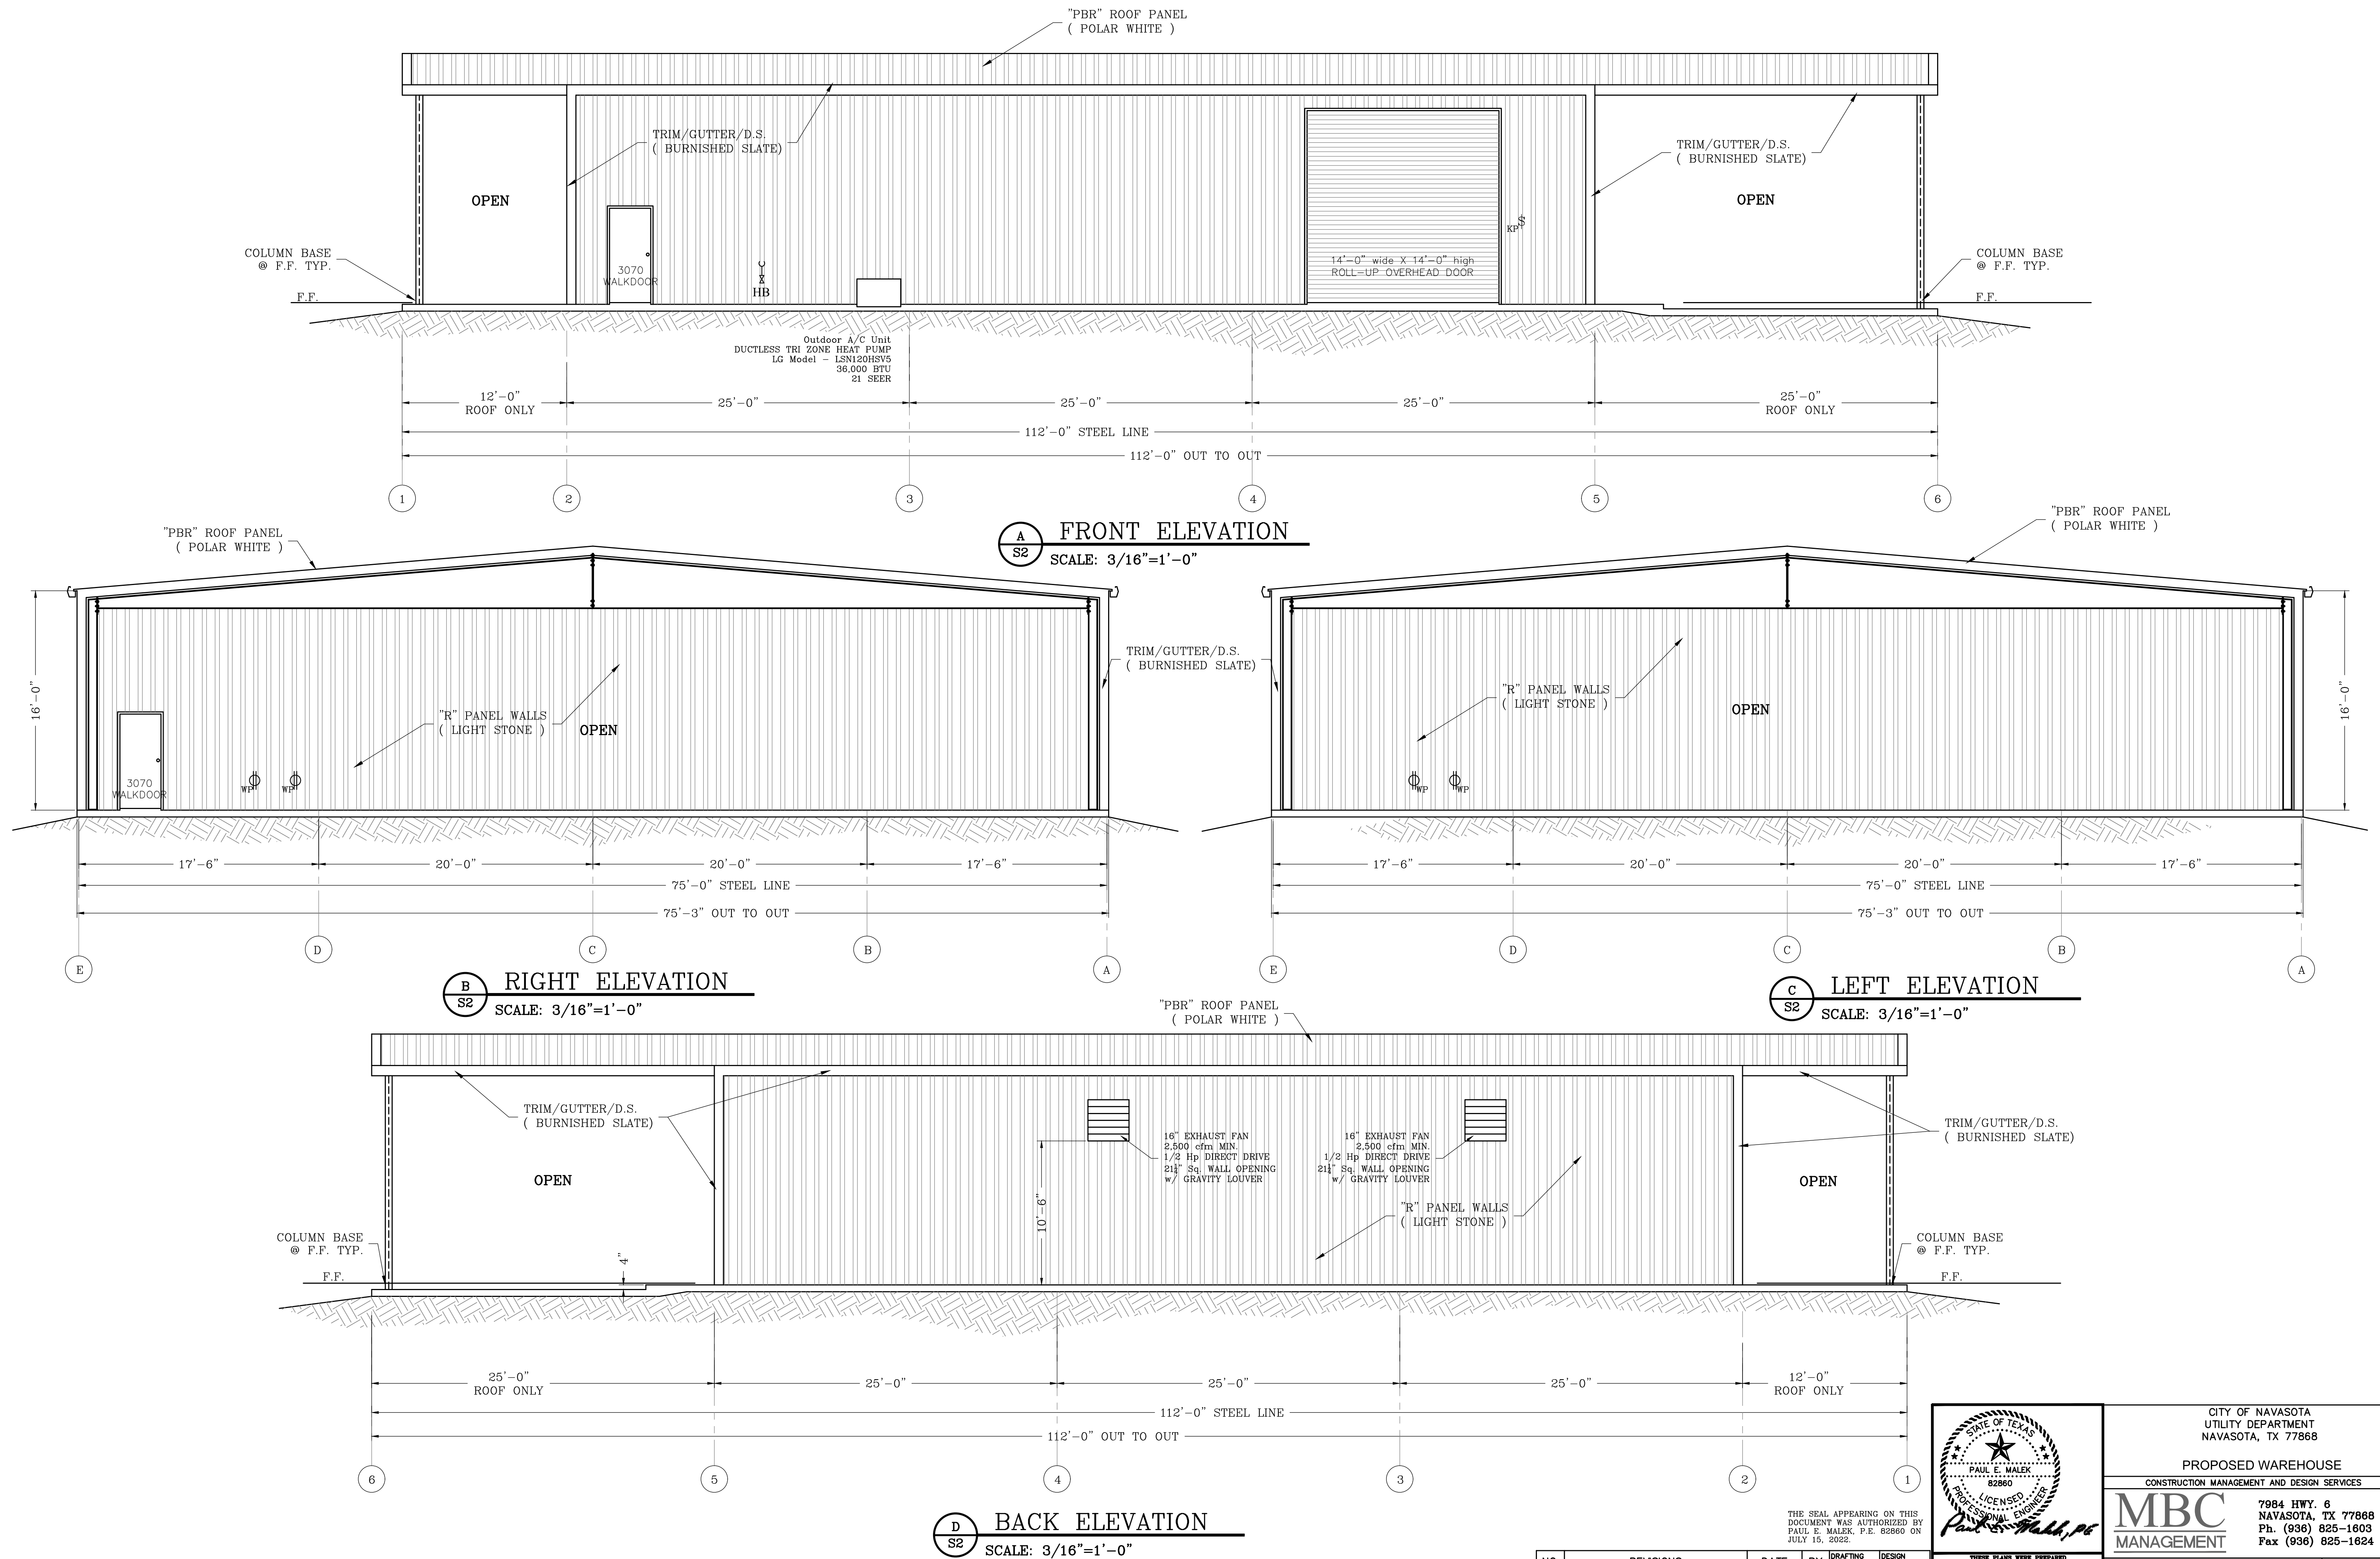 "PBR" ROOF PANEL
( POLAR WHITE )
TRIM/GUTTER/D.S.
( BURNISHED SLATE)
TRIM/GUTTER/D.S.
( BURNISHED SLATE)
OPEN
OPEN
COLUMN BASE
@ F.F. TYP.
F.F.
3070
WALKDOOR
HB
14'-0" wide X 14'-0" high
ROLL-UP OVERHEAD DOOR
KP
S
COLUMN BASE
@ F.F. TYP.
F.F.
Outdoor A/C Unit
DUCTLESS TRI ZONE HEAT PUMP
LG Model - LSN120HSV5
36,000 BTU
21 SEER
12'-0"
ROOF ONLY
25'-0"
25'-0"
25'-0"
25'-0"
ROOF ONLY
112'-0" STEEL LINE
112'-0" OUT TO OUT
1
2
3
4
5
6
A
S2
FRONT ELEVATION
SCALE: 3/16"=1'-0"
"PBR" ROOF PANEL
( POLAR WHITE )
16'-0"
"R" PANEL WALLS
( LIGHT STONE )
OPEN
3070
WALKDOOR
WP
WP
TRIM/GUTTER/D.S.
( BURNISHED SLATE)
17'-6"
20'-0"
20'-0"
17'-6"
75'-0" STEEL LINE
75'-3" OUT TO OUT
E
D
C
B
A
B
S2
RIGHT ELEVATION
SCALE: 3/16"=1'-0"
"PBR" ROOF PANEL
( POLAR WHITE )
"R" PANEL WALLS
( LIGHT STONE )
OPEN
WP
WP
16'-0"
17'-6"
20'-0"
20'-0"
17'-6"
75'-0" STEEL LINE
75'-3" OUT TO OUT
E
D
C
B
A
C
S2
LEFT ELEVATION
SCALE: 3/16"=1'-0"
"PBR" ROOF PANEL
( POLAR WHITE )
TRIM/GUTTER/D.S.
( BURNISHED SLATE)
OPEN
16" EXHAUST FAN
2,500 cfm MIN.
1/2 Hp DIRECT DRIVE
Sq. WALL OPENING
w/ GRAVITY LOUVER
16" EXHAUST FAN
2,500 cfm MIN.
1/2 Hp DIRECT DRIVE
Sq. WALL OPENING
w/ GRAVITY LOUVER
10'-6"
"R" PANEL WALLS
( LIGHT STONE )
TRIM/GUTTER/D.S.
( BURNISHED SLATE)
OPEN
COLUMN BASE
@ F.F. TYP.
F.F.
4"
COLUMN BASE
@ F.F. TYP.
F.F.
25'-0"
ROOF ONLY
25'-0"
25'-0"
25'-0"
12'-0"
ROOF ONLY
112'-0" STEEL LINE
112'-0" OUT TO OUT
6
5
4
3
2
1
D
S2
BACK ELEVATION
SCALE: 3/16"=1'-0"
THE SEAL APPEARING ON THIS
DOCUMENT WAS AUTHORIZED BY
PAUL E. MALEK, P.E. 82860 ON
JULY 15, 2022.
STATE OF TEXAS
PAUL E. MALEK
82860
LICENSED
PROFESSIONAL ENGINEER
Paul E. Malek, PE
CITY OF NAVASOTA
UTILITY DEPARTMENT
NAVASOTA, TX 77868
PROPOSED WAREHOUSE
CONSTRUCTION MANAGEMENT AND DESIGN SERVICES
MBC
MANAGEMENT
7984 HWY. 6
NAVASOTA, TX 77868
Ph. (936) 825-1603
Fax (936) 825-1624
DRAFTING
DESIGN
THESE PLANS WERE PREPARED